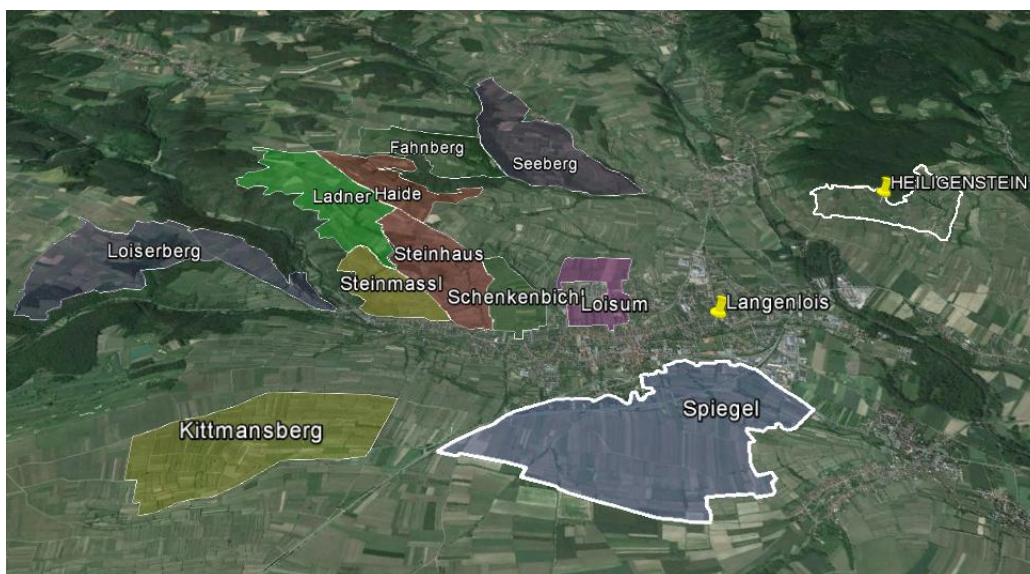 Fahnberg
Seeberg
HEILIGENSTEIN
Ladner
Haide
Loiserberg
Steinhaus
Steinmassl
Schenkenbichl
Loisum
Langenlois
Spiegel
Kittmansberg